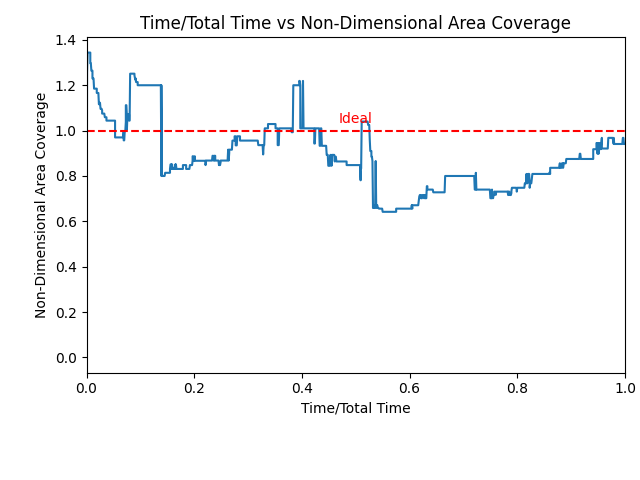 Time/Total Time vs Non-Dimensional Area Coverage
1.4
1.2
1.0
0.8
0.6
0.4
0.2
0.0
Non-Dimensional Area Coverage
Ideal
0.0 0.2 0.4 0.6 0.8 1.0
Time/Total Time